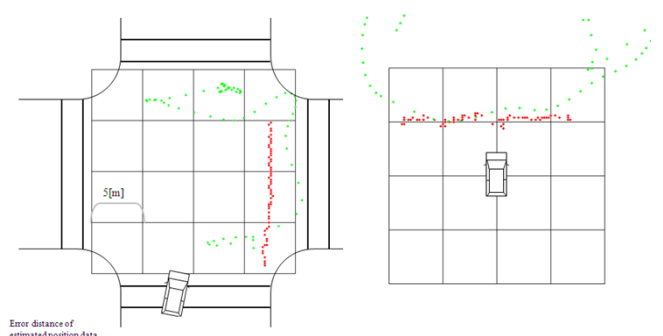 5[m]
Error distance of
estimated position data